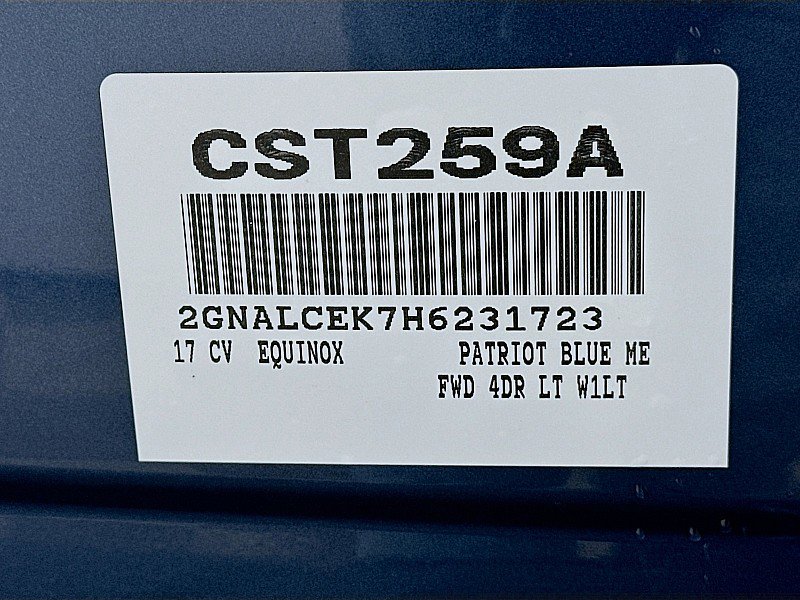 CST259A
2GNALCEK7H6231723
17 CV EQUINOX PATRIOT BLUE ME
FWD 4DR LT W1LT